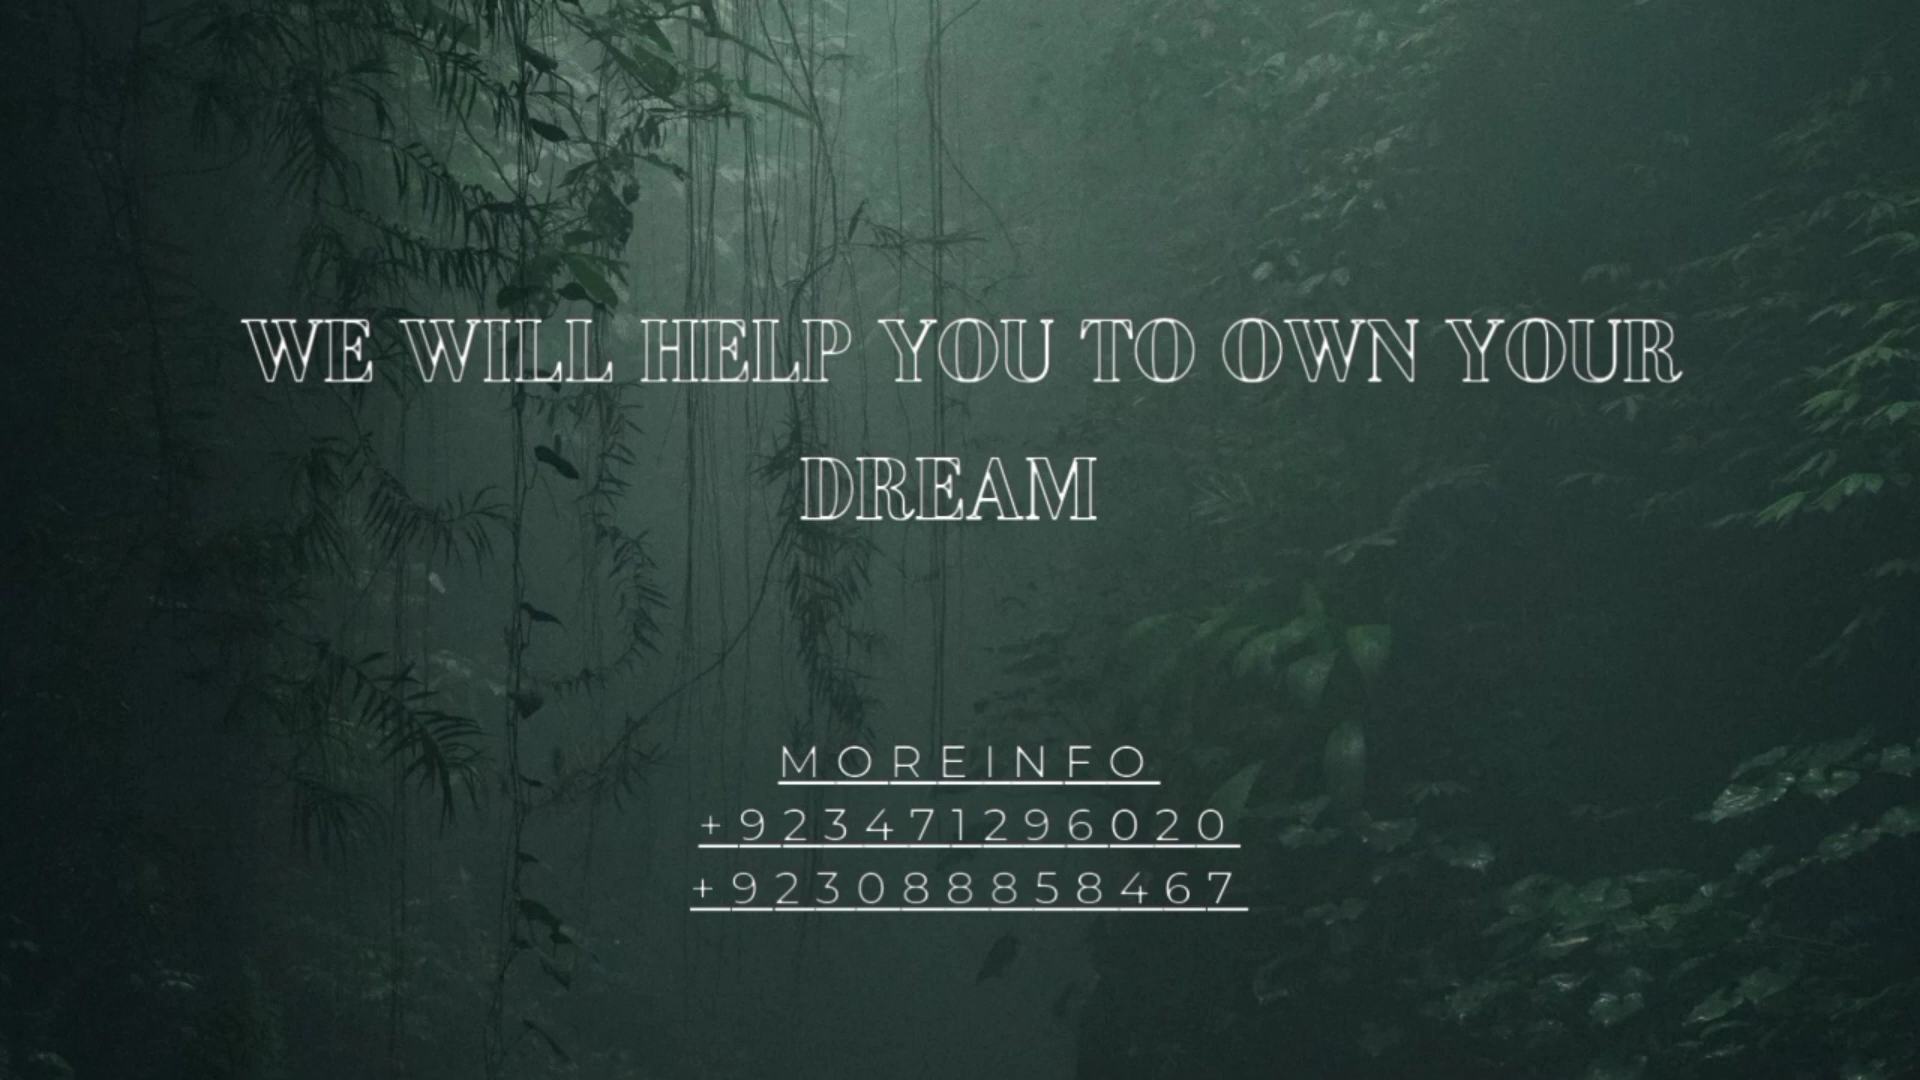 WE WILL HELP YOU TO OWN YOUR
DREAM
MOREINFO
+923471296020
+923088858467